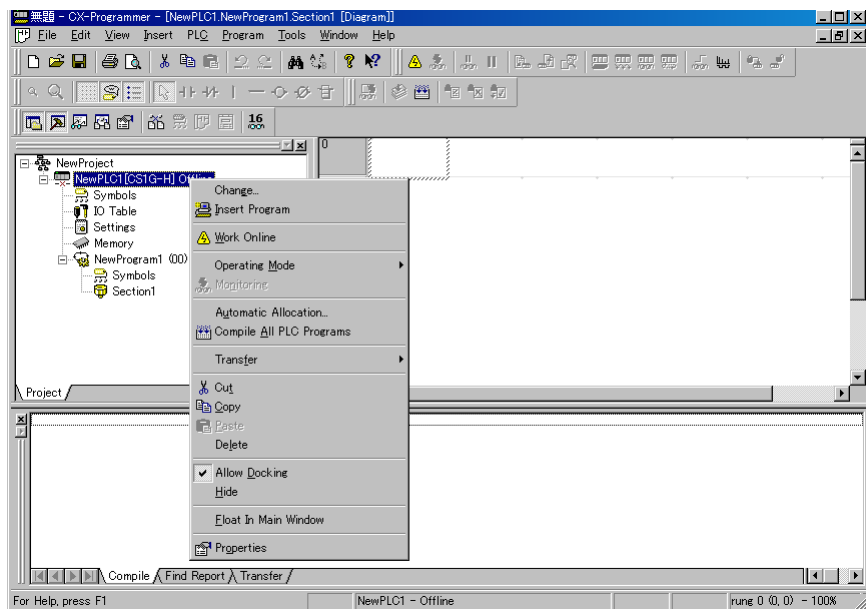 無題 - CX-Programmer - [NewPLC1.NewProgram1.Section1 [Diagram]]
File Edit View Insert PLC Program Tools Window Help
16
0
NewProject
NewPLC1[CS1G-H] Offline
Symbols
IO Table
Settings
Memory
NewProgram1 (00)
Symbols
Section1
Change...
Insert Program
Work Online
Operating Mode
Monitoring
Automatic Allocation...
Compile All PLC Programs
Transfer
Cut
Copy
Paste
Delete
Allow Docking
Hide
Float In Main Window
Properties
Project
Compile Find Report Transfer
For Help, press F1 NewPLC1 - Offline rung 0 (0, 0) - 100%